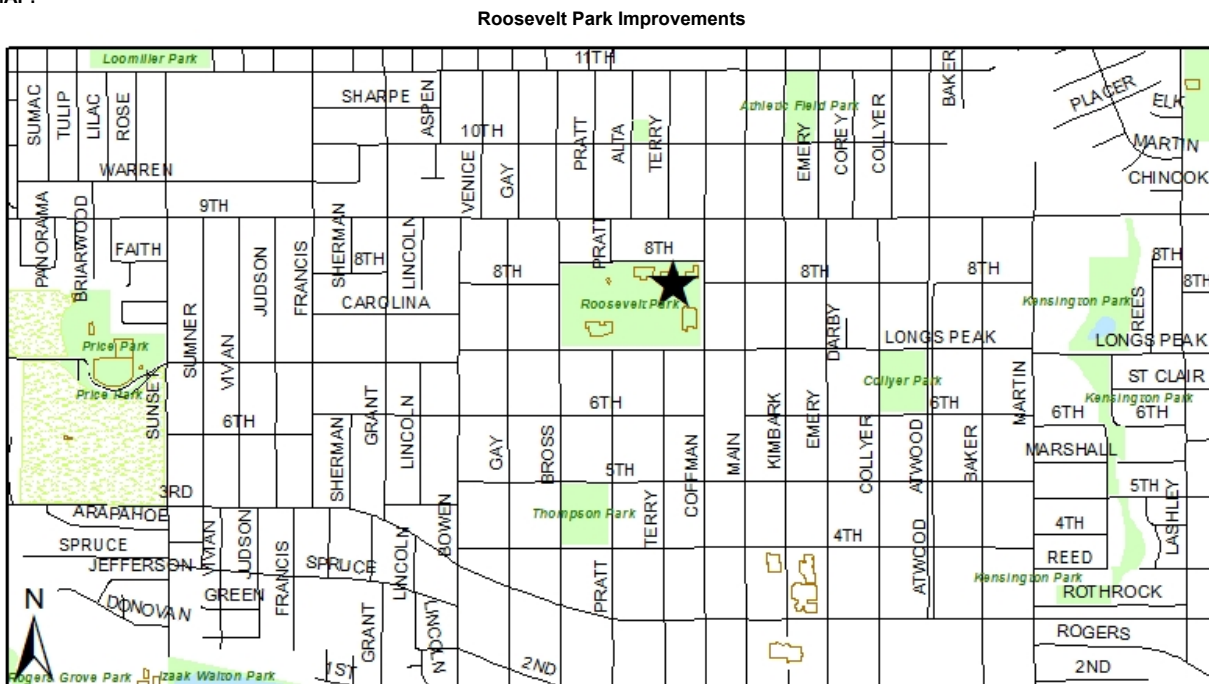 Roosevelt Park Improvements
Loomiller Park
11TH
BAKER
SUMAC
TULIP
LILAC
ROSE
SHARPE
ASPEN
Athletic Field Park
PLACER
ELK
10TH
PRATT
ALTA
TERRY
EMERY
COREY
COLLYER
MARTIN
WARREN
VENICE
GAY
CHINOOK
9TH
PANORAMA
BRIARWOOD
FAITH
JUDSON
FRANCIS
SHERMAN
8TH
LINCOLN
8TH
PRATT
8TH
8TH
8TH
8TH
8TH
CAROLINA
Roosevelt Park
Kensington Park
REES
Price Park
SUMNER
VIVIAN
DARBY
LONGS PEAK
LONGS PEAK
Price Park
SUNSET
Collyer Park
ST CLAIR
Kensington Park
6TH
SHERMAN
GRANT
LINCOLN
6TH
6TH
MARTIN
6TH
6TH
GAY
BROSS
5TH
COFFMAN
MAIN
KIMBARK
EMERY
COLLYER
ATWOOD
BAKER
MARSHALL
5TH
3RD
ARAPAHOE
Thompson Park
TERRY
4TH
4TH
LASHLEY
SPRUCE
VIVIAN
JUDSON
FRANCIS
BOWEN
JEFFERSON
SPRUCE
LINCOLN
REED
Kensington Park
N
DONOVAN
GREEN
GRANT
LINCOLN
PRATT
ATWOOD
ROTHROCK
ROGERS
Rogers Grove Park
Izaak Walton Park
1ST
2ND
2ND